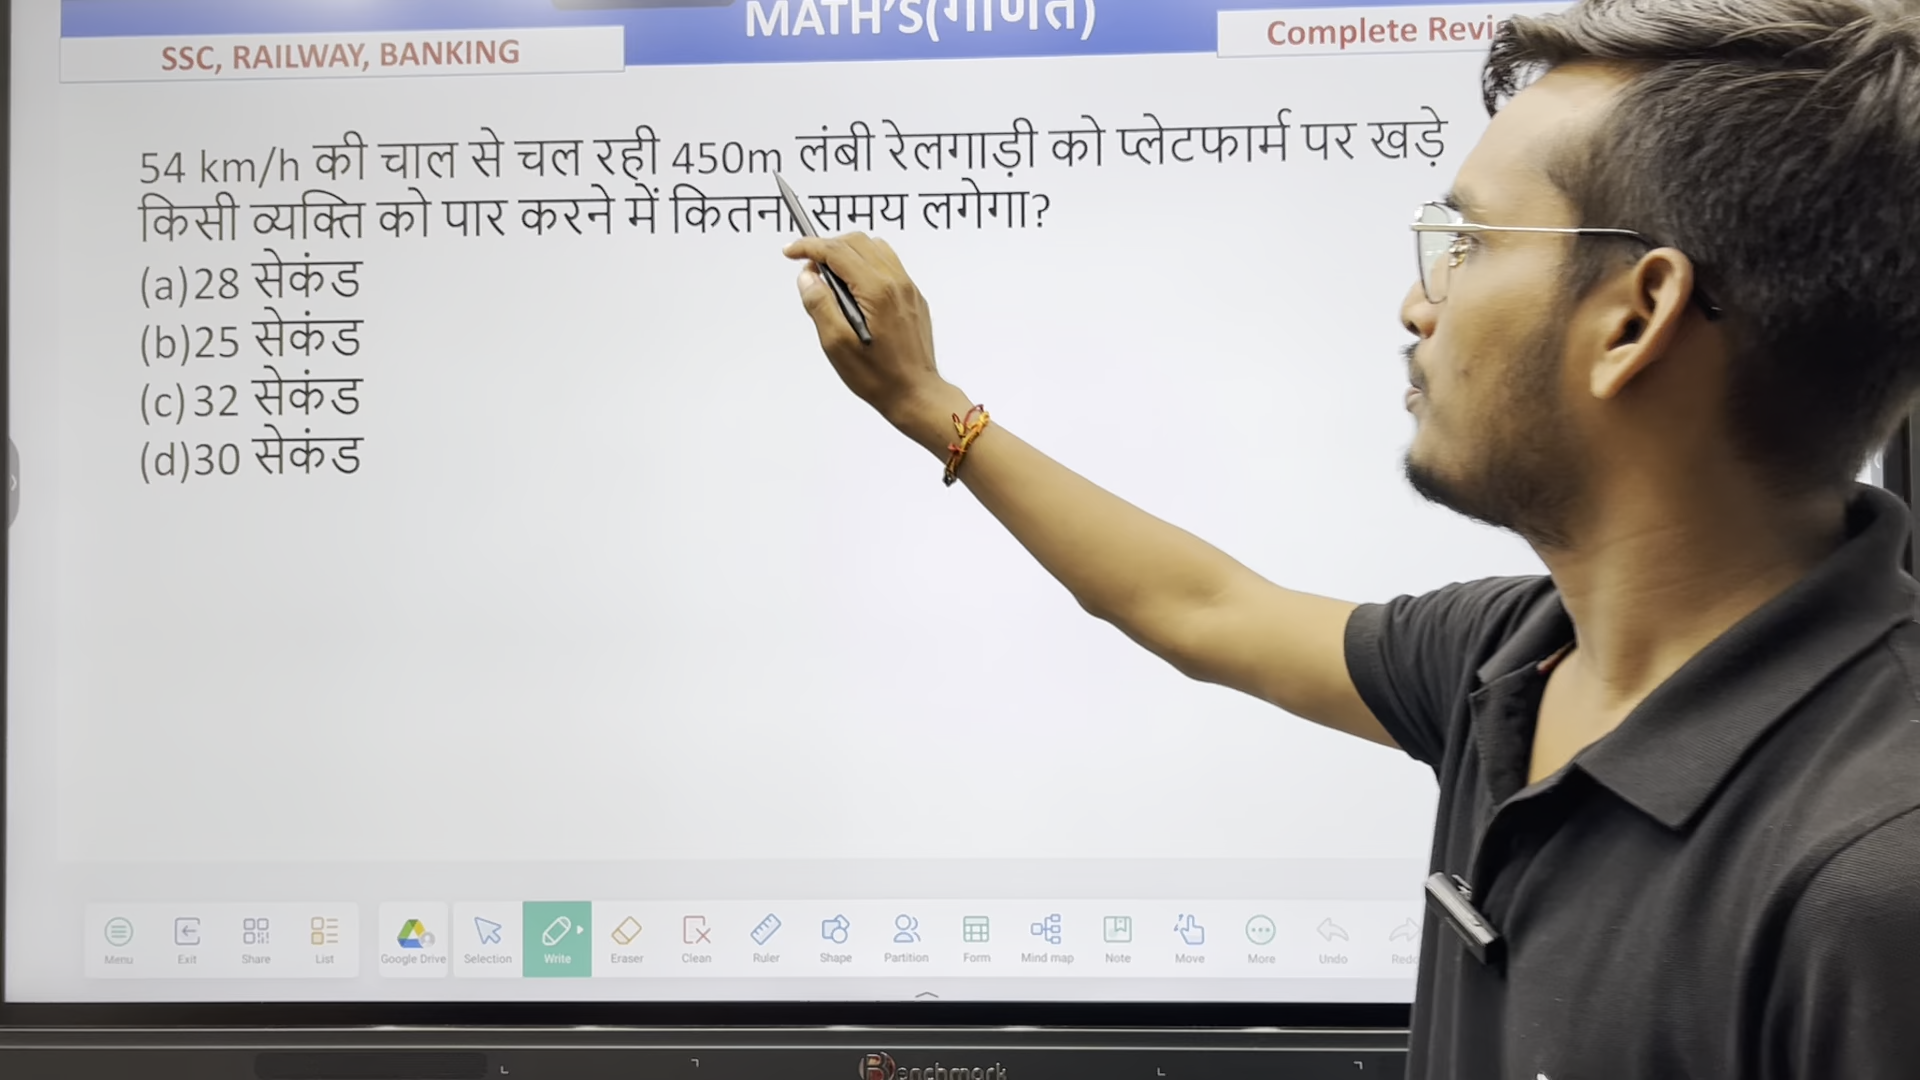 MATH'S(गणित)
SSC, RAILWAY, BANKING
Complete
54 km/h की चाल से चल रही 450m लंबी रेलगाड़ी को प्लेटफार्म पर खड़े
किसी व्यक्ति को पार करने में कितना समय लगेगा?
(a)28 सेकंड
(b)25 सेकंड
(c)32 सेकंड
(d)30 सेकंड
Menu Exit Share List Google Drive Selection Write Eraser Clean Ruler Shape Partition Form Mind map Note Move More Undo Redo
Benchmark